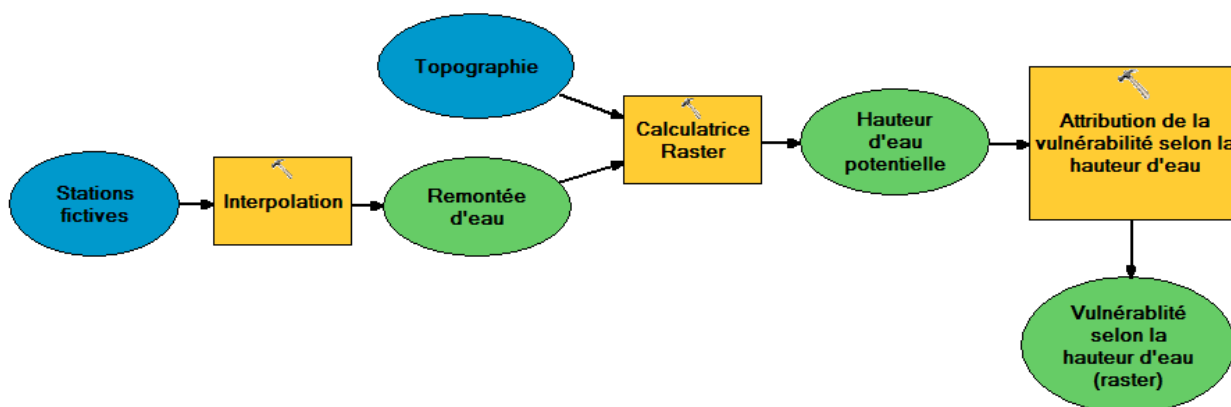 Topographie
Stations
fictives
Interpolation
Remontée
d'eau
Calculatrice
Raster
Hauteur
d'eau
potentielle
Attribution de la
vulnérabilité selon la
hauteur d'eau
Vulnérablité
selon la
hauteur d'eau
(raster)